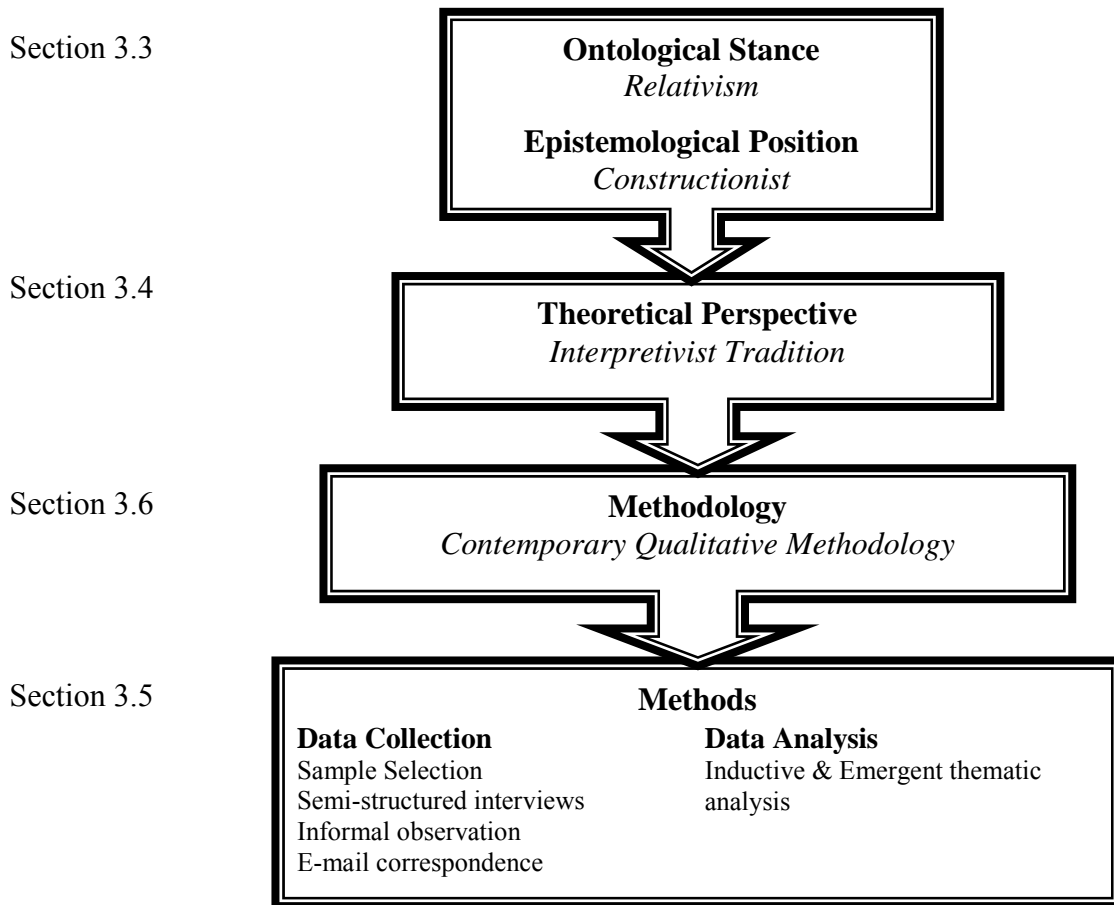 Section 3.3
Ontological Stance
Relativism
Epistemological Position
Constructionist
Section 3.4
Theoretical Perspective
Interpretivist Tradition
Section 3.6
Methodology
Contemporary Qualitative Methodology
Section 3.5
Methods
Data Collection
Sample Selection
Semi-structured interviews
Informal observation
E-mail correspondence
Data Analysis
Inductive & Emergent thematic
analysis